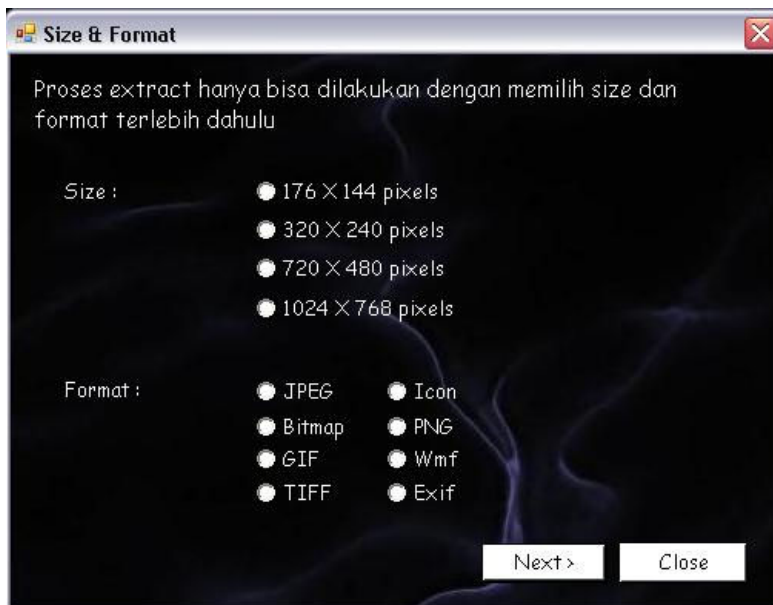 Size & Format
Proses extract hanya bisa dilakukan dengan memilih size dan
format terlebih dahulu
Size :
176 X 144 pixels
320 X 240 pixels
720 X 480 pixels
1024 X 768 pixels
Format :
JPEG
Icon
Bitmap
PNG
GIF
Wmf
TIFF
Exif
Next >
Close